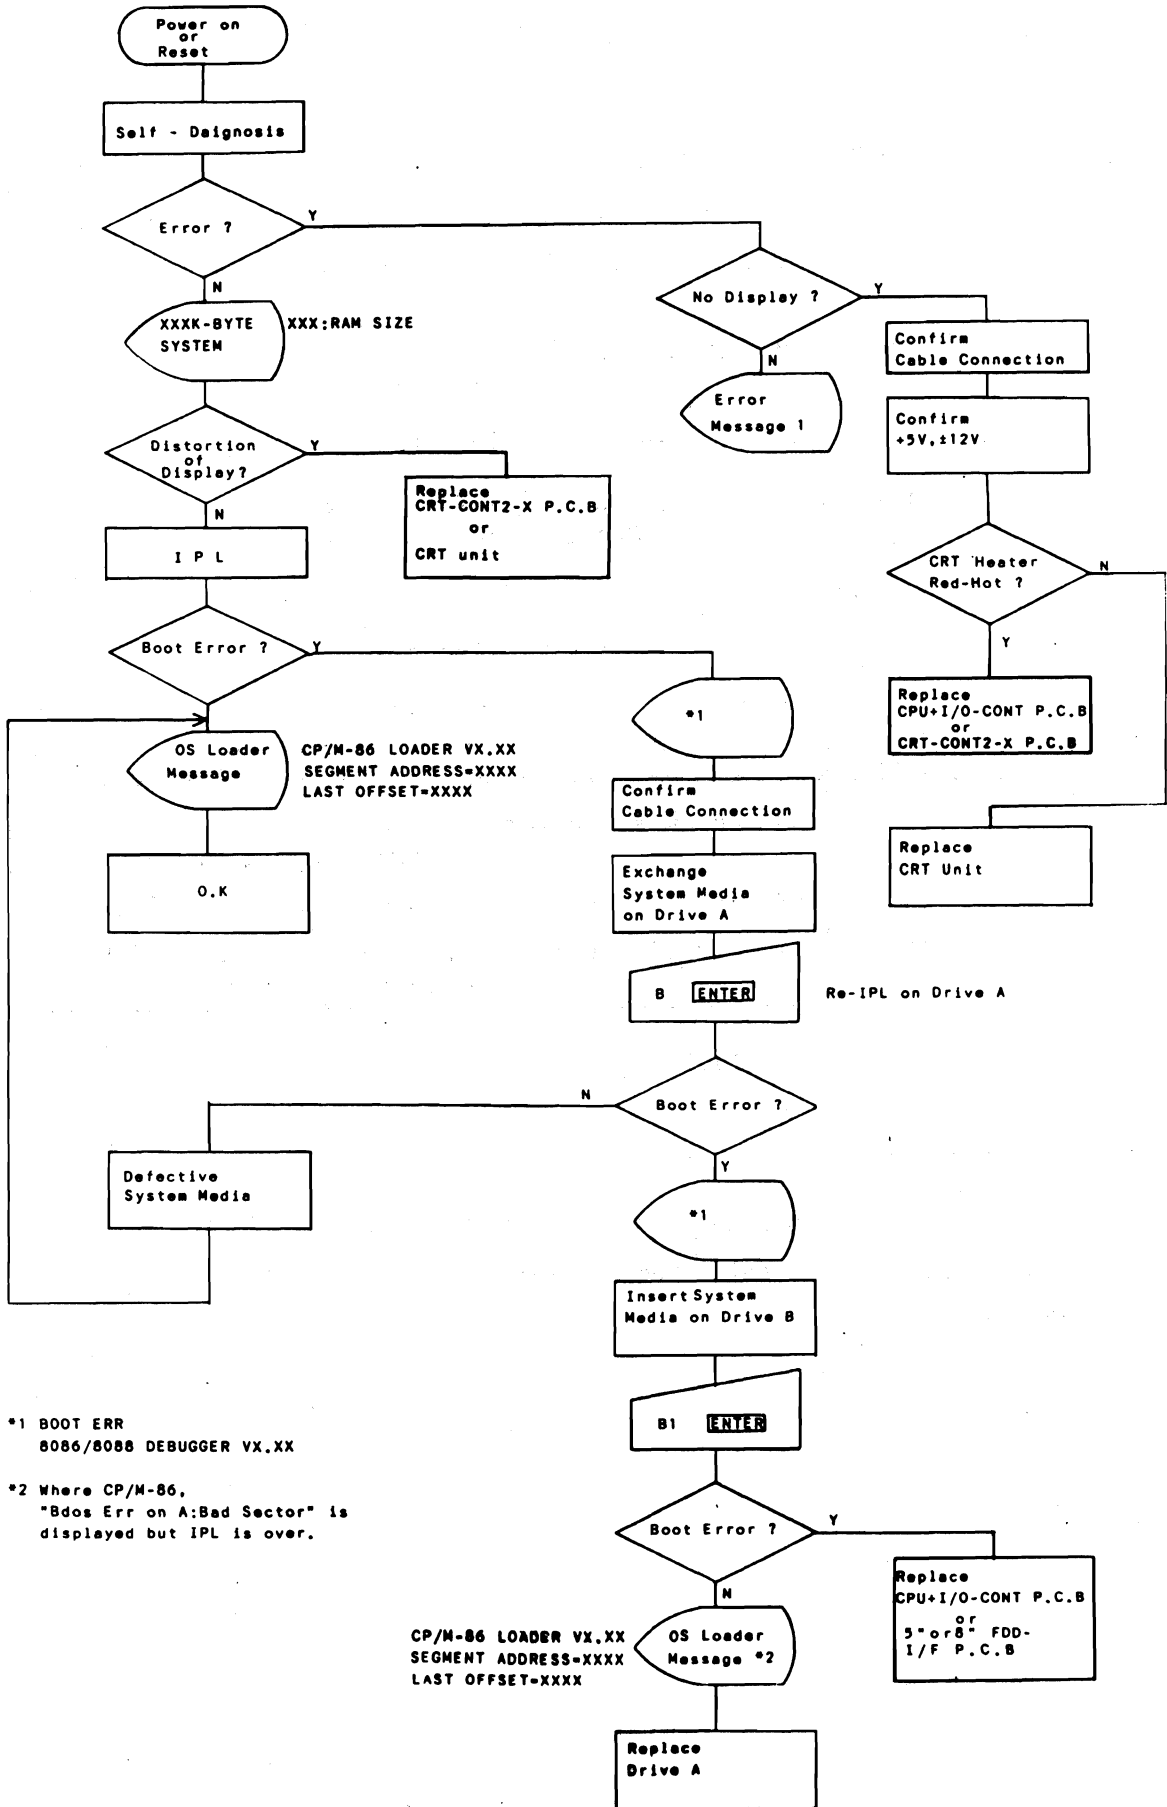 Power on
or
Reset
Self - Daignosis
Error ?
Y
N
XXXK-BYTE
SYSTEM
XXX:RAM SIZE
No Display ?
Y
N
Error
Message 1
Confirm
Cable Connection
Confirm
+5V,±12V
CRT Heater
Red-Hot ?
N
Y
Replace
CPU+I/O-CONT P.C.B
or
CRT-CONT2-X P.C.B
Replace
CRT Unit
Distortion
of
Display?
Y
N
Replace
CRT-CONT2-X P.C.B
or
CRT unit
I P L
Boot Error ?
Y
OS Loader
Message
CP/M-86 LOADER VX.XX
SEGMENT ADDRESS=XXXX
LAST OFFSET=XXXX
O.K
*1
Confirm
Cable Connection
Exchange
System Media
on Drive A
B ENTER
Re-IPL on Drive A
Boot Error ?
N
Y
Defective
System Media
*1
Insert System
Media on Drive B
B1 ENTER
Boot Error ?
Y
N
Replace
CPU+I/O-CONT P.C.B
or
5"or8" FDD-
I/F P.C.B
CP/M-86 LOADER VX.XX
SEGMENT ADDRESS=XXXX
LAST OFFSET=XXXX
OS Loader
Message *2
Replace
Drive A
*1 BOOT ERR
8086/8088 DEBUGGER VX.XX
*2 Where CP/M-86,
"Bdos Err on A:Bad Sector" is
displayed but IPL is over.